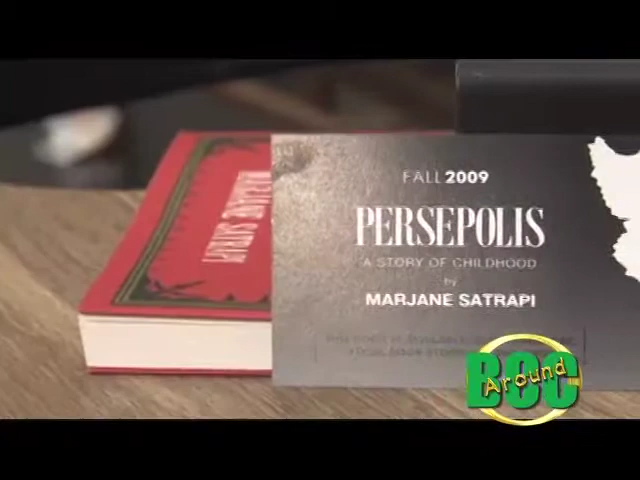 MARJANE SATRAPI
FALL 2009
PERSEPOLIS
A STORY OF CHILDHOOD
by
MARJANE SATRAPI
BCC
Around